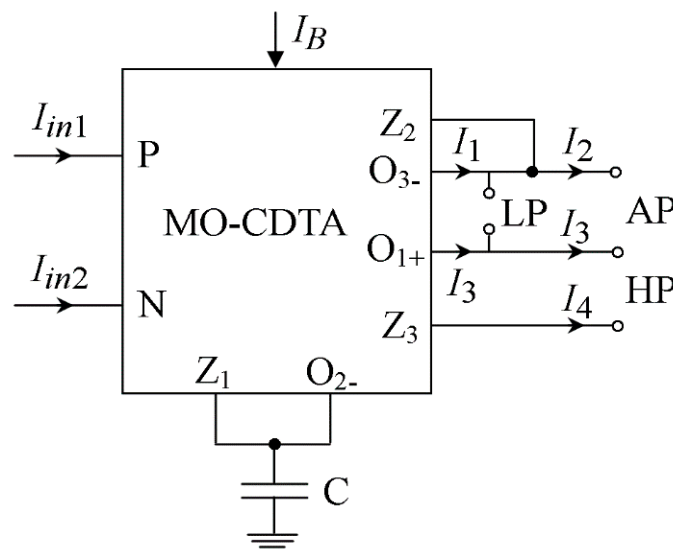 I_B
I_in1
P
Z_2
I_1
I_2
O_3-
MO-CDTA
LP
AP
I_in2
N
O_1+
I_3
I_3
HP
Z_3
I_4
Z_1
O_2-
C